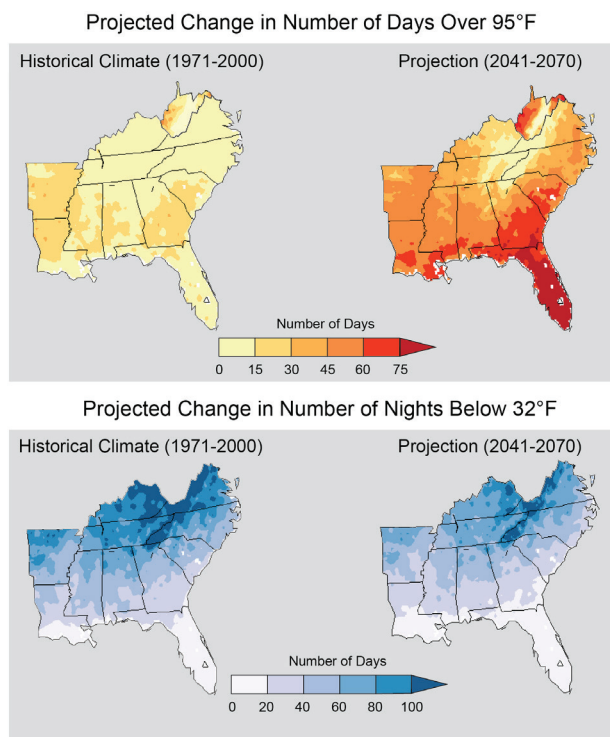 Projected Change in Number of Days Over 95°F
Historical Climate (1971-2000)
Projection (2041-2070)
Number of Days
0 15 30 45 60 75
Projected Change in Number of Nights Below 32°F
Historical Climate (1971-2000)
Projection (2041-2070)
Number of Days
0 20 40 60 80 100